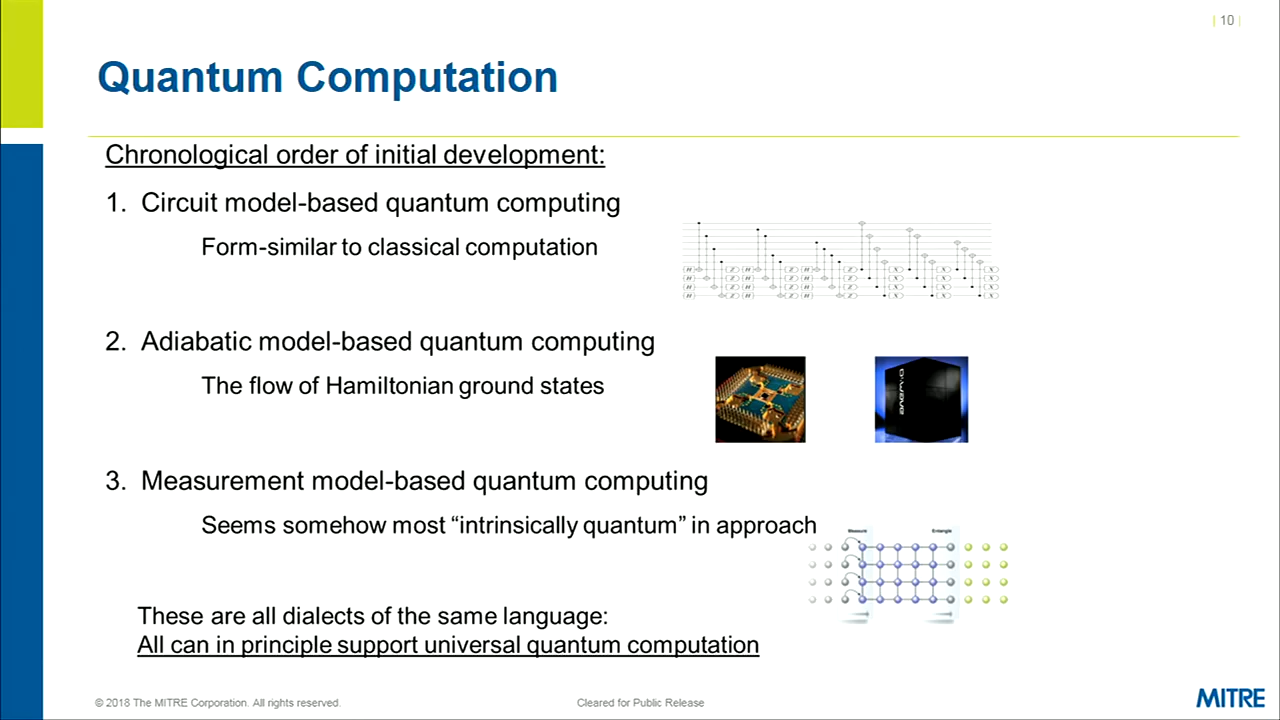 | 10 |
Quantum Computation
Chronological order of initial development:
1. Circuit model-based quantum computing
Form-similar to classical computation
2. Adiabatic model-based quantum computing
The flow of Hamiltonian ground states
D:WAVE
3. Measurement model-based quantum computing
Seems somehow most “intrinsically quantum” in approach
Measure
Entangle
These are all dialects of the same language:
All can in principle support universal quantum computation
© 2018 The MITRE Corporation. All rights reserved.
Cleared for Public Release
MITRE